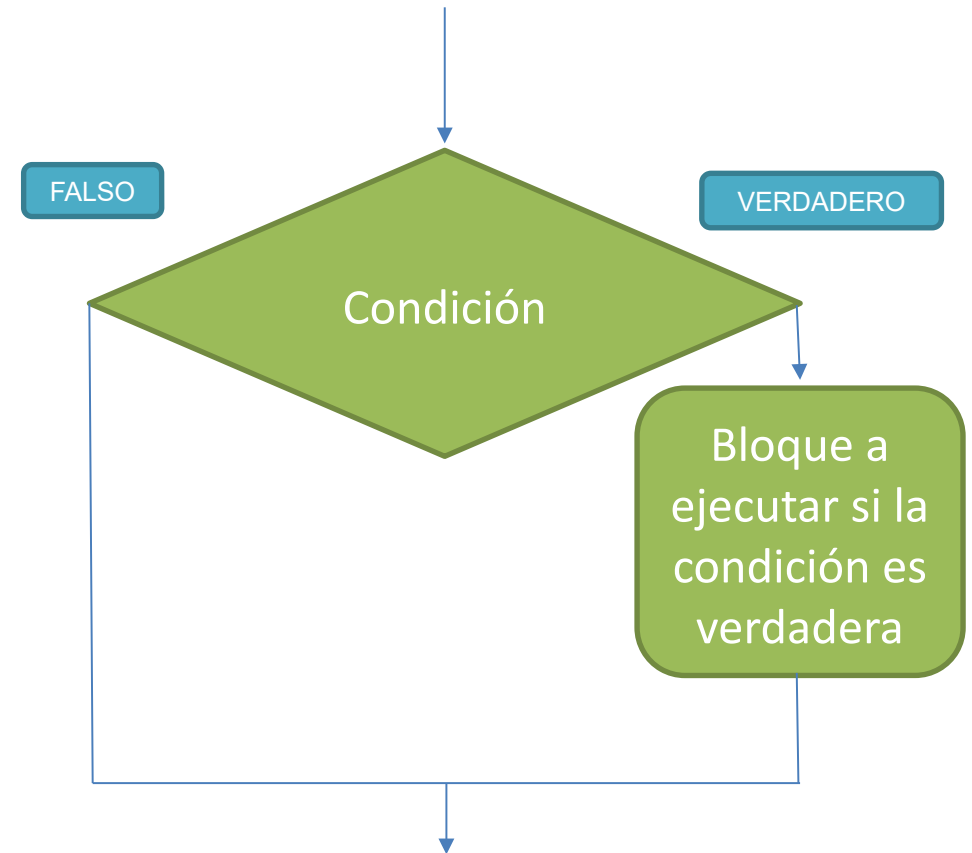 FALSO
VERDADERO
Condición
Bloque a
ejecutar si la
condición es
verdadera